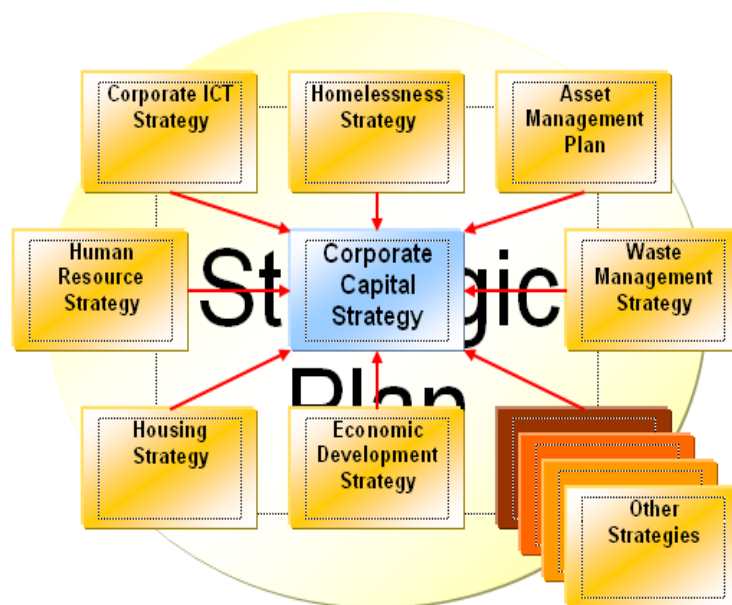 Corporate ICT
Strategy
Homelessness
Strategy
Asset
Management
Plan
Human
Resource
Strategy
Corporate
Capital
Strategy
Waste
Management
Strategy
Housing
Strategy
Economic
Development
Strategy
Other
Strategies
Plan